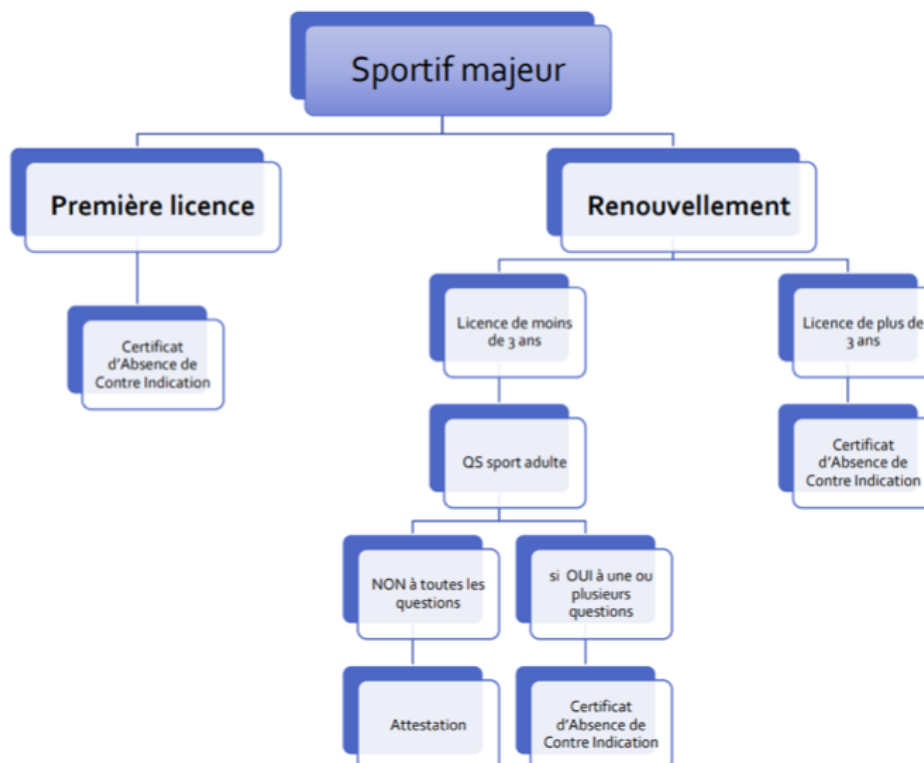 Sportif majeur
Première licence
Renouvellement
Certificat
d'Absence de
Contre Indication
Licence de moins
de 3 ans
Licence de plus de
3 ans
QS sport adulte
Certificat
d'Absence de
Contre Indication
NON à toutes les
questions
si OUI à une ou
plusieurs
questions
Attestation
Certificat
d'Absence de
Contre Indication